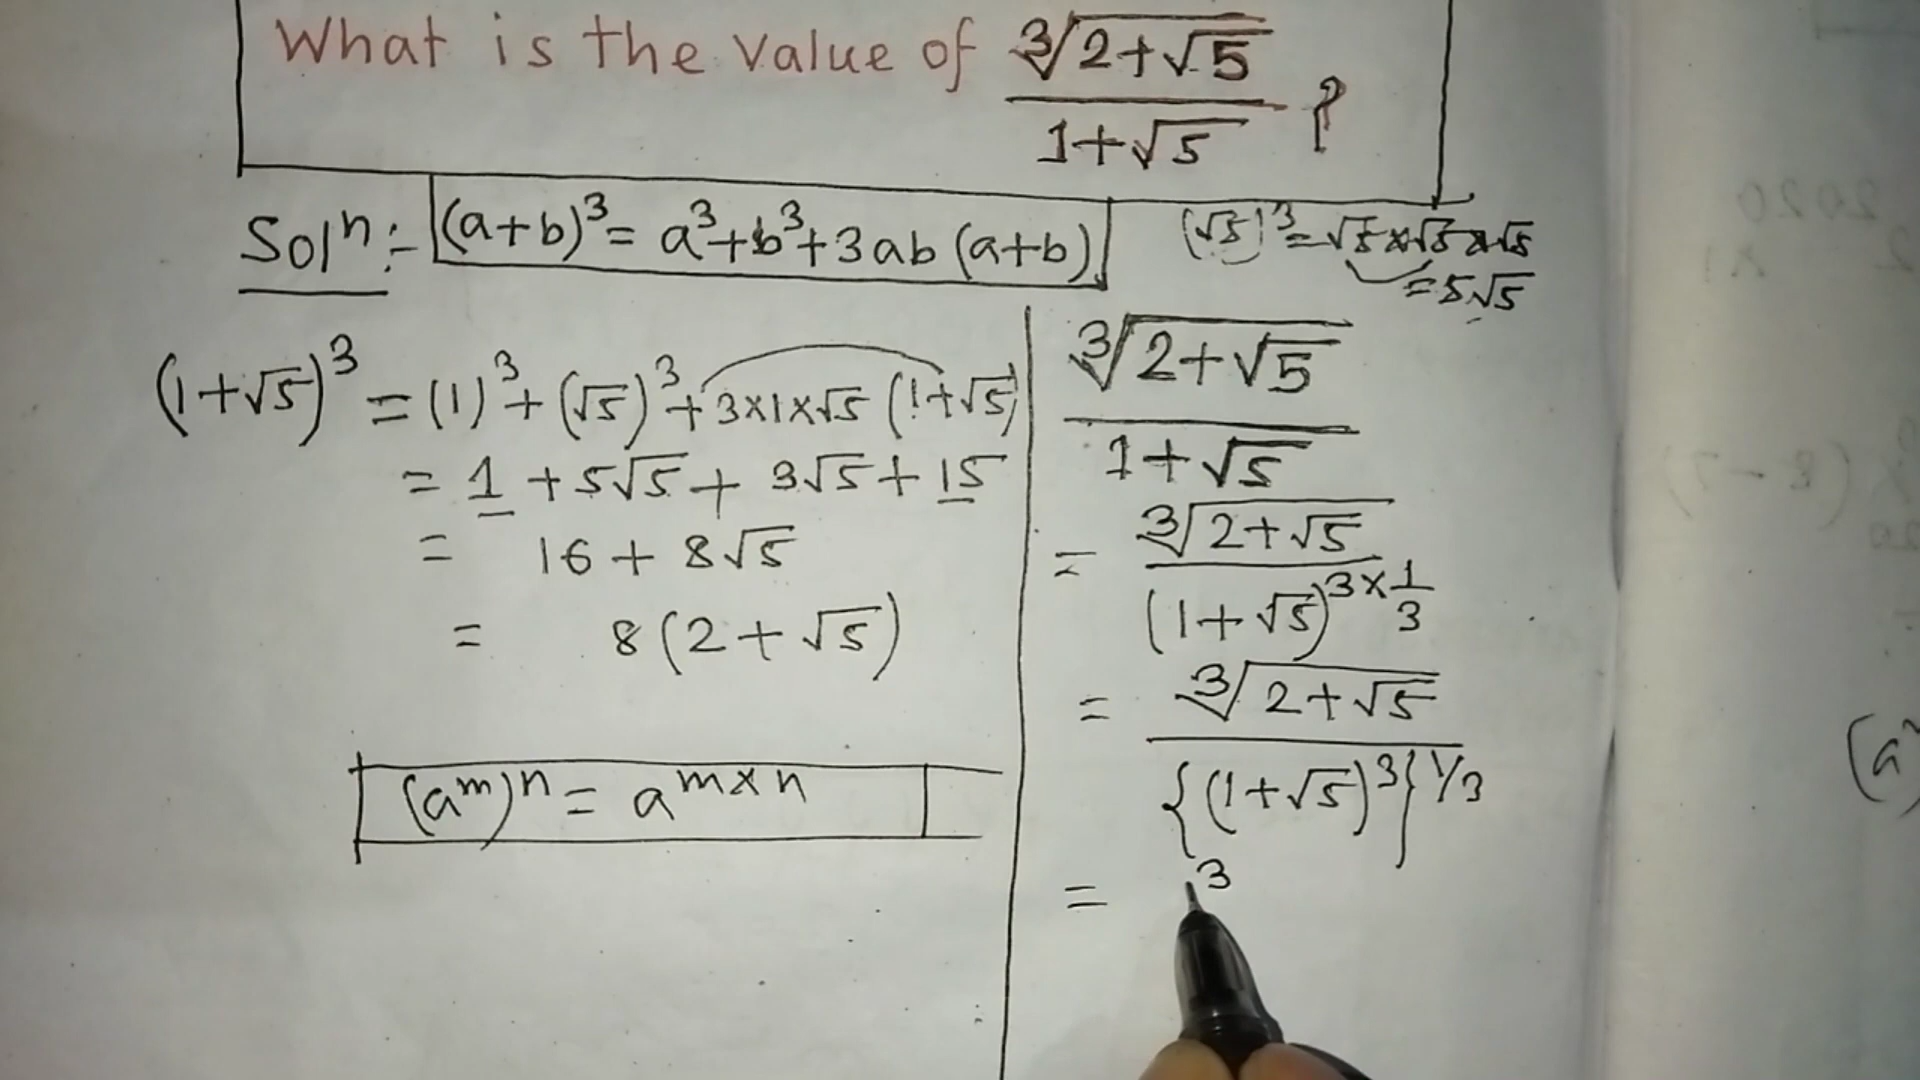 What is the value of ∛(2+√5) / (1+√5) ?
Solⁿ:- (a+b)³ = a³+b³+3ab(a+b)
(√5)³ = √5×√5×√5
= 5√5
(1+√5)³ = (1)³+(√5)³+3×1×√5(1+√5)
= 1+5√5+3√5+15
= 16+8√5
= 8(2+√5)
(aᵐ)ⁿ = aᵐˣⁿ
∛(2+√5) / (1+√5)
= ∛(2+√5) / (1+√5)^(3×1/3)
= ∛(2+√5) / {(1+√5)³}^(1/3)
= 3